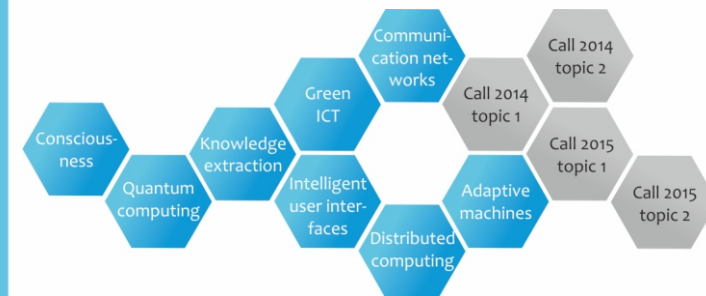 Conscious-
ness
Quantum
computing
Knowledge
extraction
Green
ICT
Intelligent
user inter-
faces
Communi-
cation net-
works
Distributed
computing
Call 2014
topic 1
Adaptive
machines
Call 2014
topic 2
Call 2015
topic 1
Call 2015
topic 2